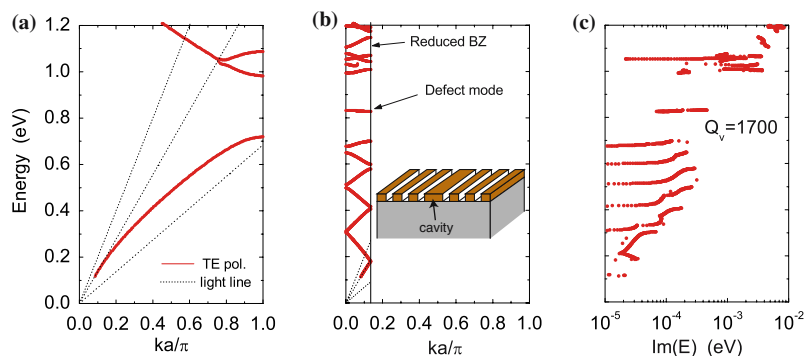 (a)
1.2
1.0
0.8
0.6
0.4
0.2
0.0
Energy (eV)
TE pol.
light line
0.0 0.2 0.4 0.6 0.8 1.0
ka/π
(b)
Reduced BZ
Defect mode
cavity
0.0 0.2 0.4 0.6 0.8 1.0
ka/π
(c)
Qv=1700
10-5 10-4 10-3 10-2
Im(E) (eV)